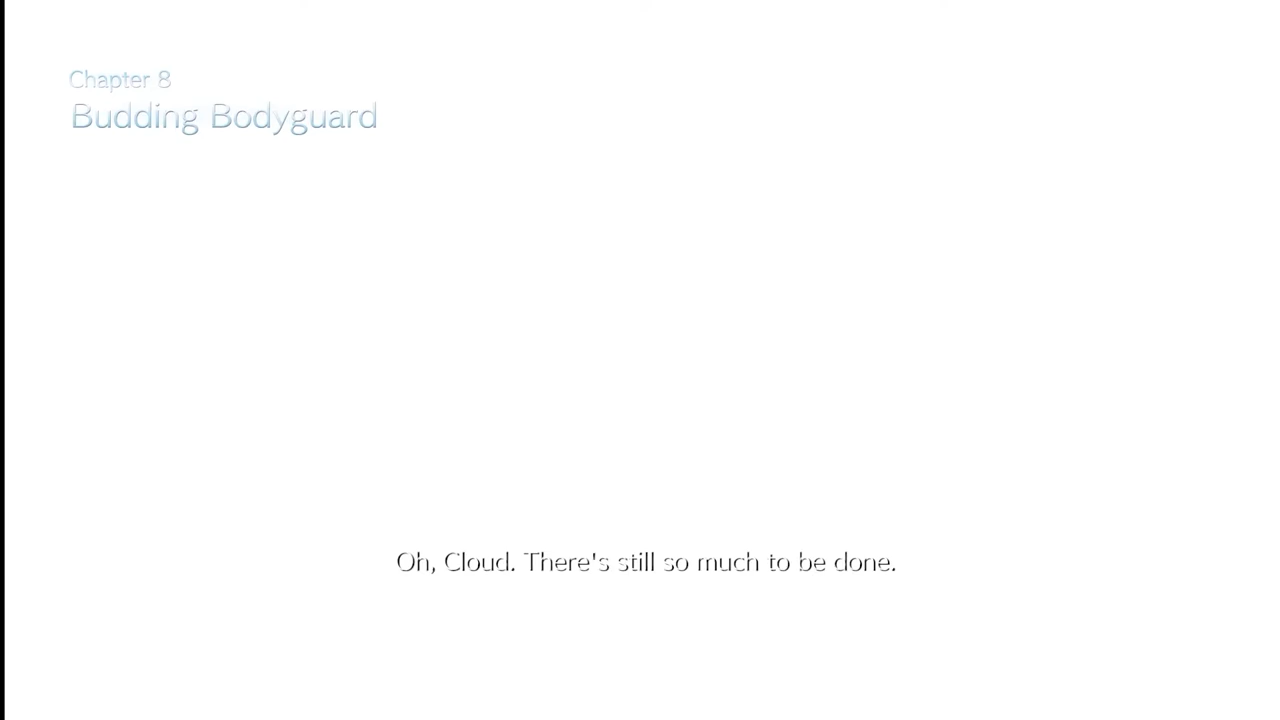 Chapter 8
Budding Bodyguard
Oh, Cloud. There's still so much to be done.